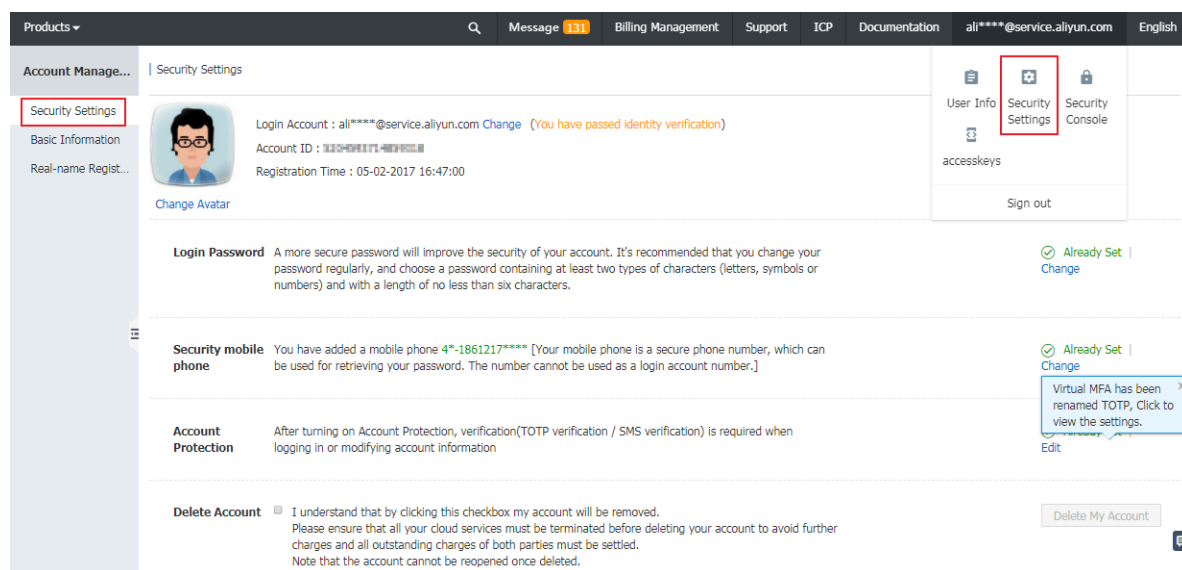 Products
Message 131
Billing Management
Support
ICP
Documentation
ali****@service.aliyun.com
English
Account Manage...
Security Settings
Basic Information
Real-name Regist...
Security Settings
User Info
Security
Settings
Security
Console
accesskeys
Sign out
Login Account : ali****@service.aliyun.com Change (You have passed identity verification)
Account ID :
Registration Time : 05-02-2017 16:47:00
Change Avatar
Login Password
A more secure password will improve the security of your account. It's recommended that you change your
password regularly, and choose a password containing at least two types of characters (letters, symbols or
numbers) and with a length of no less than six characters.
Already Set |
Change
Security mobile
phone
You have added a mobile phone 4*-1861217**** [Your mobile phone is a secure phone number, which can
be used for retrieving your password. The number cannot be used as a login account number.]
Already Set |
Change
Virtual MFA has been
renamed TOTP, Click to
view the settings.
Account
Protection
After turning on Account Protection, verification(TOTP verification / SMS verification) is required when
logging in or modifying account information
Edit
Delete Account
I understand that by clicking this checkbox my account will be removed.
Please ensure that all your cloud services must be terminated before deleting your account to avoid further
charges and all outstanding charges of both parties must be settled.
Note that the account cannot be reopened once deleted.
Delete My Account